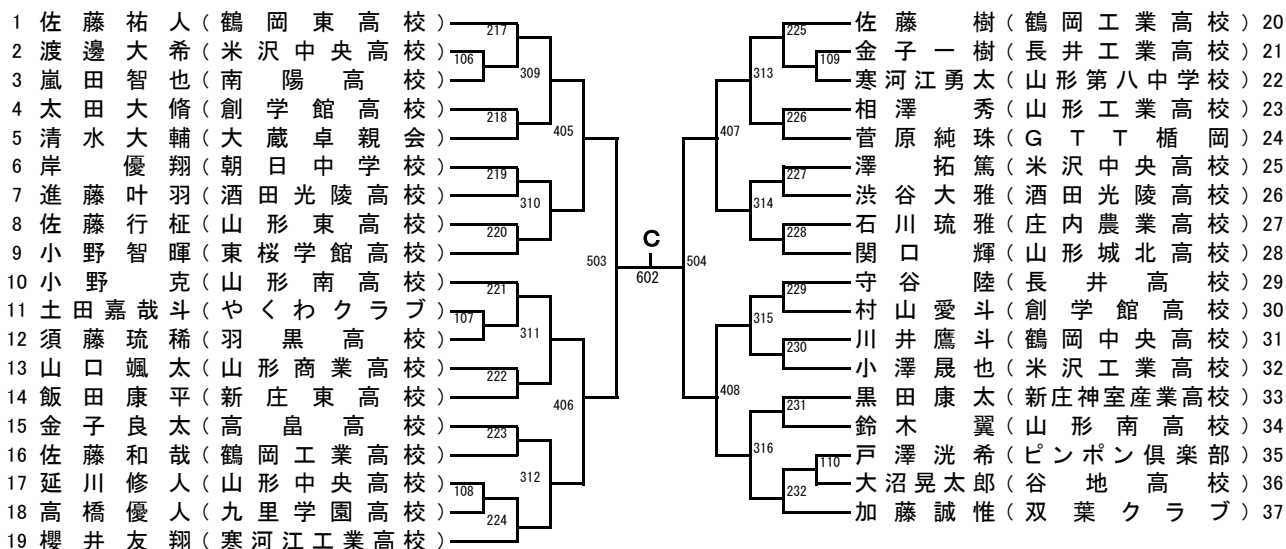 1 佐藤祐人(鶴岡東高校)
2 渡邊大希(米沢中央高校)
3 嵐田智也(南陽高校)
4 太田大脩(創学館高校)
5 清水大輔(大蔵卓親会)
6 岸優翔(朝日中学校)
7 進藤叶羽(酒田光陵高校)
8 佐藤行柾(山形東高校)
9 小野智暉(東桜学館高校)
10 小野克(山形南高校)
11 土田嘉哉斗(やくわクラブ)
12 須藤琉稀(羽黒高校)
13 山口颯太(山形商業高校)
14 飯田康平(新庄東高校)
15 金子良太(高畠高校)
16 佐藤和哉(鶴岡工業高校)
17 延川修人(山形中央高校)
18 高橋優人(九里学園高校)
19 櫻井友翔(寒河江工業高校)
217
106
309
218
405
219
310
220
503
221
107
311
222
406
223
312
108
224
C
602
504
225
109
313
226
407
227
314
228
229
315
230
408
231
316
110
232
佐藤樹(鶴岡工業高校) 20
金子一樹(長井工業高校) 21
寒河江勇太(山形第八中学校) 22
相澤秀(山形工業高校) 23
菅原純珠(GTT楯岡) 24
澤拓篤(米沢中央高校) 25
渋谷大雅(酒田光陵高校) 26
石川琉雅(庄内農業高校) 27
関口輝(山形城北高校) 28
守谷陸(長井高校) 29
村山愛斗(創学館高校) 30
川井鷹斗(鶴岡中央高校) 31
小澤晟也(米沢工業高校) 32
黒田康太(新庄神室産業高校) 33
鈴木翼(山形南高校) 34
戸澤洸希(ピンポン倶楽部) 35
大沼晃太郎(谷地高校) 36
加藤誠惟(双葉クラブ) 37